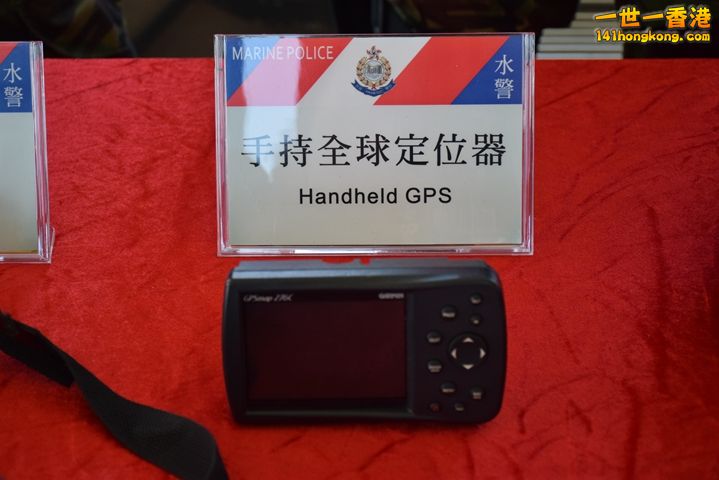 一世一香港
141hongkong.com
水
警
MARINE POLICE
水
警
手持全球定位器
Handheld GPS
GPSmap 276C
GARMIN